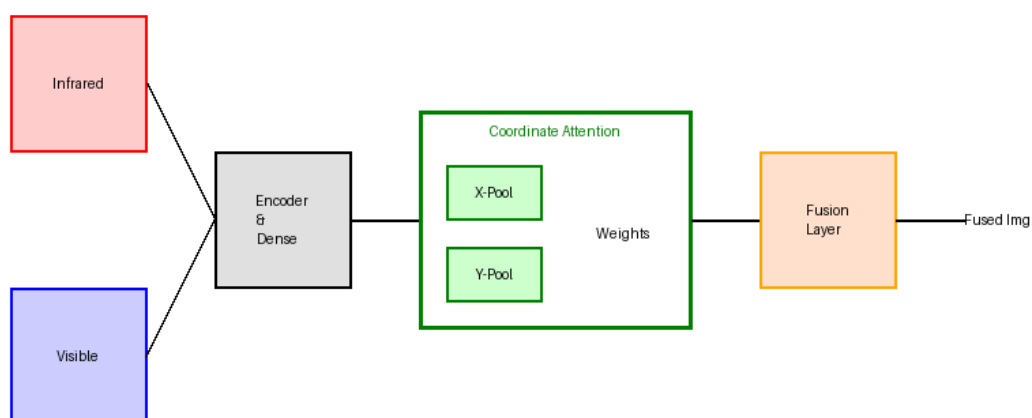 Infrared
Coordinate Attention
X-Pool
Encoder
&
Dense
Fusion
Layer
Fused Img
Weights
Y-Pool
Visible